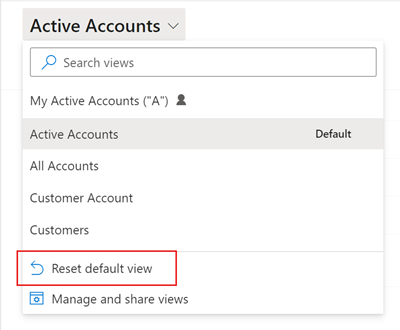 Active Accounts
Search views
My Active Accounts ("A")
Active Accounts Default
All Accounts
Customer Account
Customers
Reset default view
Manage and share views